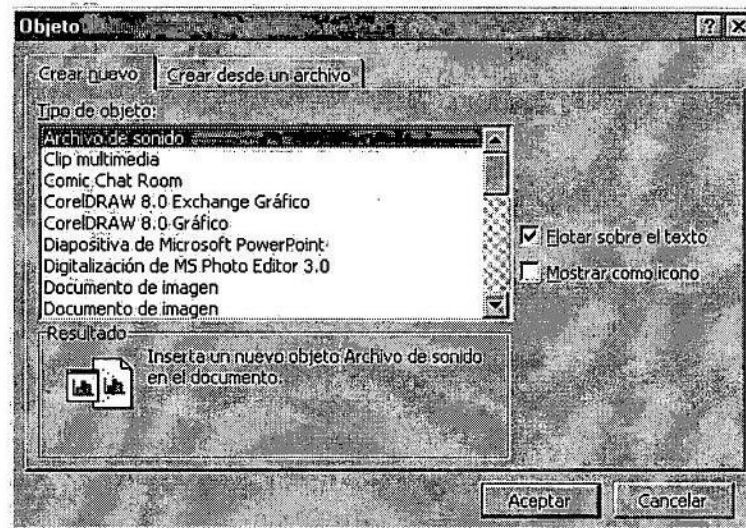 Objeto
Crear nuevo
Crear desde un archivo
Tipo de objeto:
Archivo de sonido
Clip multimedia
Comic Chat Room
CorelDRAW 8.0 Exchange Gráfico
CorelDRAW 8.0 Gráfico
Diapositiva de Microsoft PowerPoint
Digitalización de MS Photo Editor 3.0
Documento de imagen
Documento de imagen
Flotar sobre el texto
Mostrar como icono
Resultado
Inserta un nuevo objeto Archivo de sonido
en el documento.
Aceptar
Cancelar